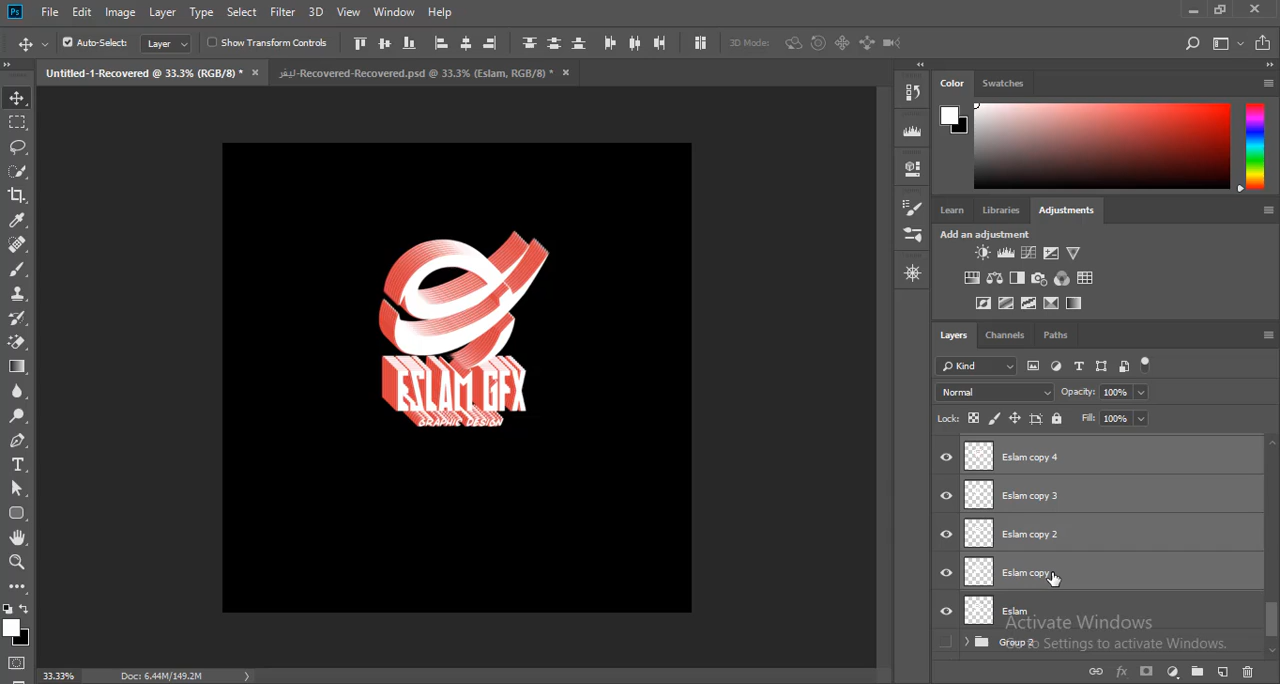 Ps File Edit Image Layer Type Select Filter 3D View Window Help
Auto-Select: Layer Show Transform Controls 3D Mode:
Untitled-1-Recovered @ 33.3% (RGB/8) * × ليفر-Recovered-Recovered.psd @ 33.3% (Eslam, RGB/8) * ×
Color Swatches
Learn Libraries Adjustments
Add an adjustment
ESLAM GFX
GRAPHIC DESIGN
Layers Channels Paths
Kind
Normal Opacity: 100%
Lock: Fill: 100%
Eslam copy 4
Eslam copy 3
Eslam copy 2
Eslam copy
Eslam
Group 2
Activate Windows
Go to Settings to activate Windows.
33.33% Doc: 6.44M/149.2M